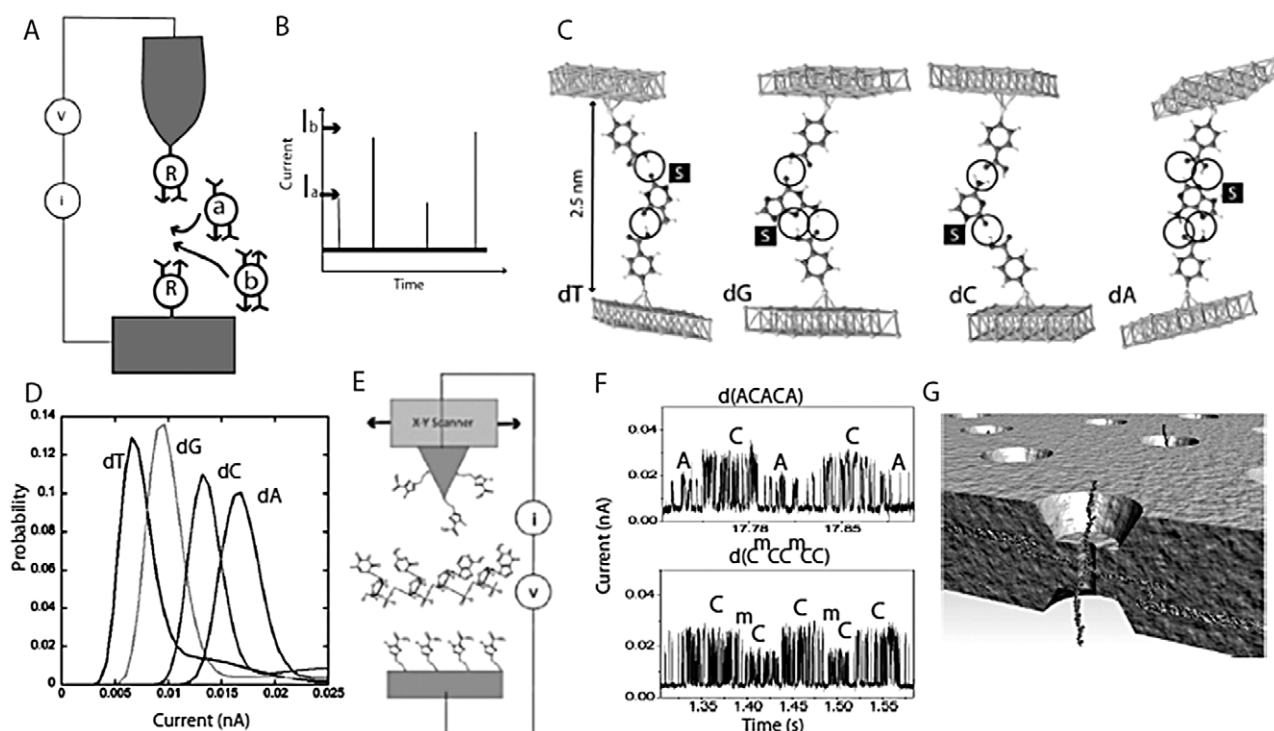 A
v
i
R
a
b
R
B
Current
Ib
Ia
Time
C
2.5 nm
S
S
S
S
dT
dG
dC
dA
D
Probability
0.14
0.12
0.10
0.08
0.06
0.04
0.02
0
dT
dG
dC
dA
0 0.005 0.010 0.015 0.020 0.025
Current (nA)
E
X-Y Scanner
i
v
F
d(ACACA)
Current (nA)
0.04
0.02
0.00
A C A C A
17.78 17.85
d(CmCCmCC)
0.04
0.02
0.00
C mC C mC C
1.35 1.40 1.45 1.50 1.55
Time (s)
G